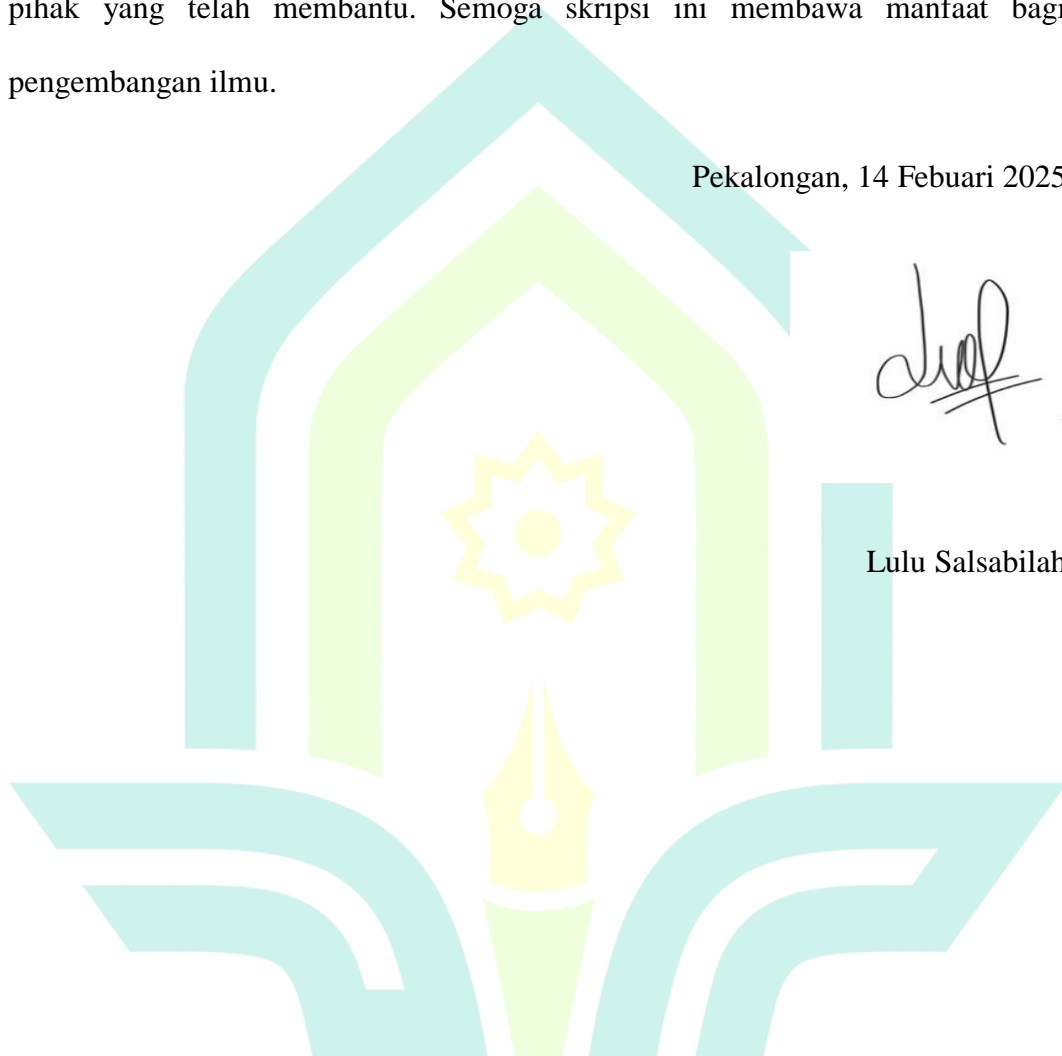 pihak yang telah membantu. Semoga skripsi ini membawa manfaat bagi
pengembangan ilmu.
Pekalongan, 14 Febuari 2025
Lulu Salsabilah